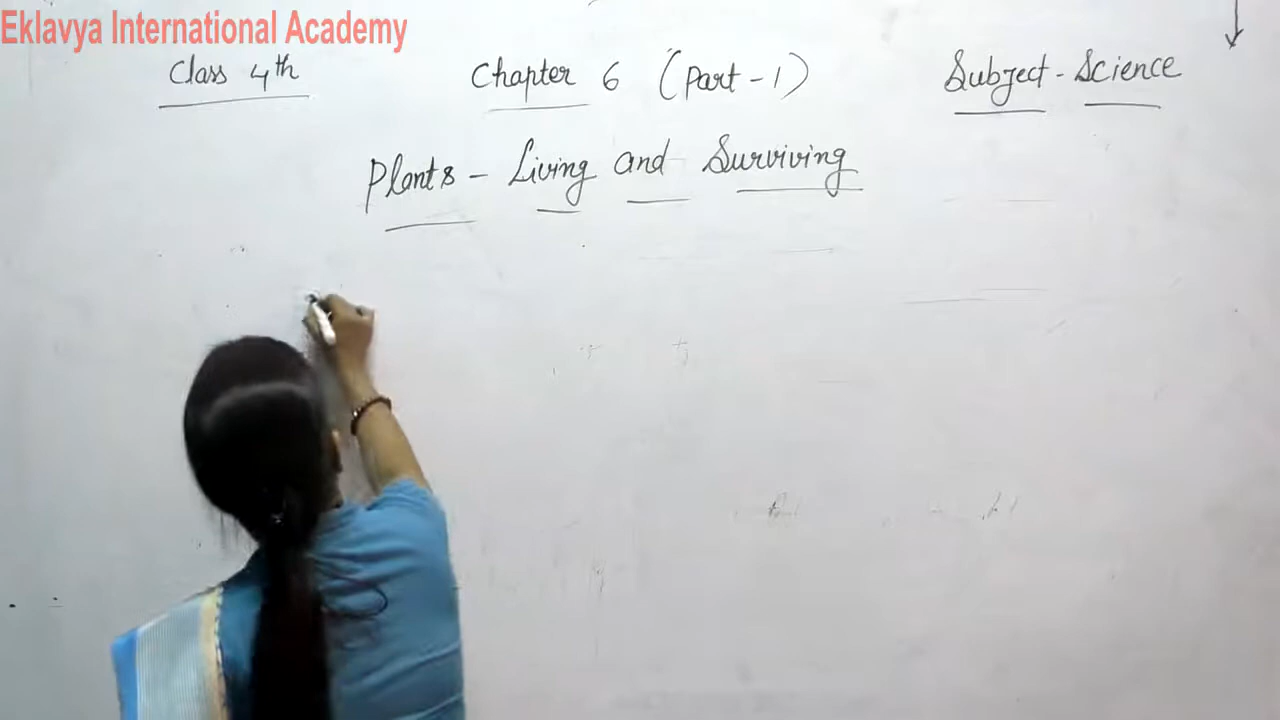 Eklavya International Academy
Class 4th Chapter 6 (Part - 1) Subject - Science
Plants - Living and Surviving